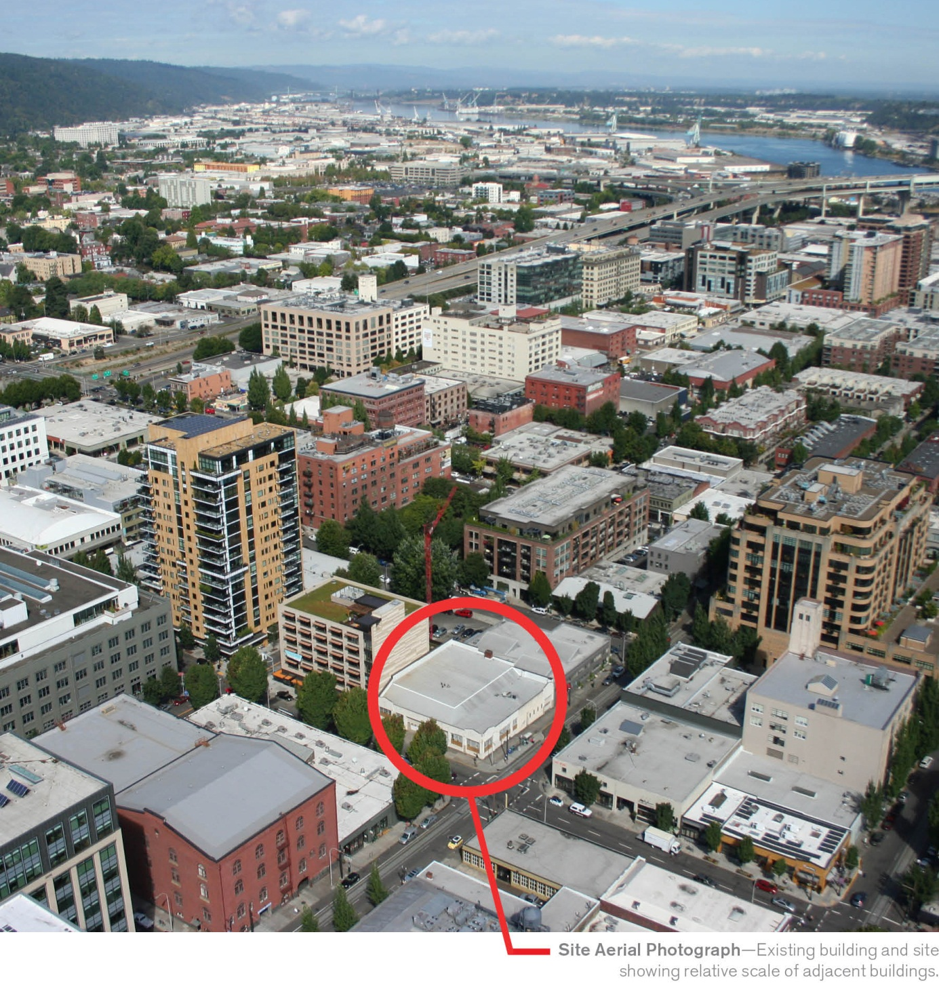 Site Aerial Photograph—Existing building and site
showing relative scale of adjacent buildings.